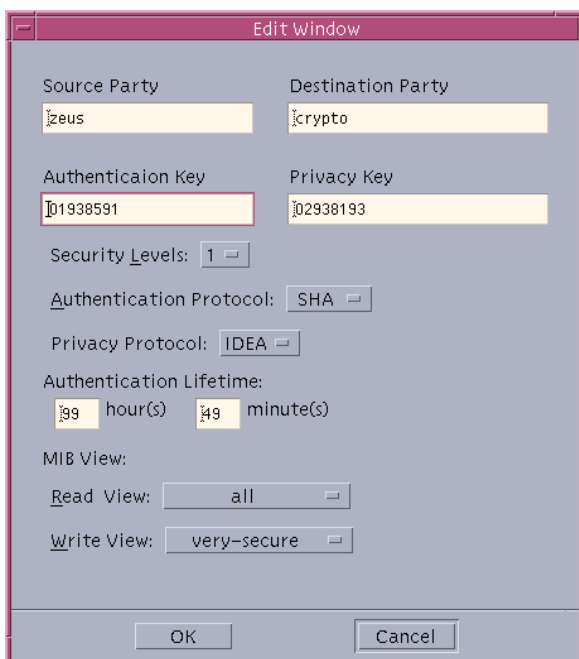 Edit Window
Source Party Destination Party
zeus crypto
Authenticaion Key Privacy Key
01938591 02938193
Security Levels: 1
Authentication Protocol: SHA
Privacy Protocol: IDEA
Authentication Lifetime:
99 hour(s) 49 minute(s)
MIB View:
Read View: all
Write View: very-secure
OK Cancel